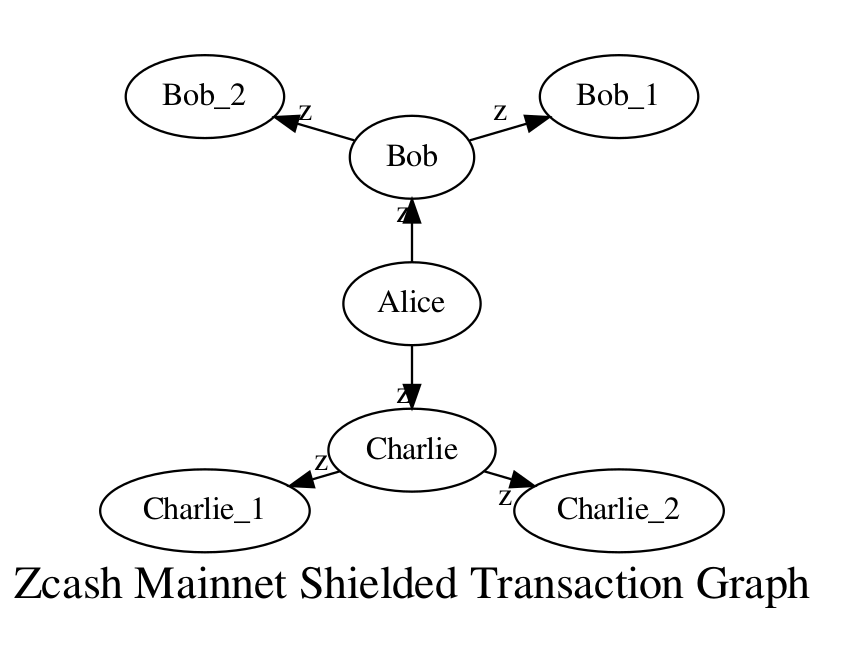 Bob_2
z
z
Bob_1
Bob
z
Alice
z
Charlie
z
z
Charlie_1
Charlie_2
Zcash Mainnet Shielded Transaction Graph